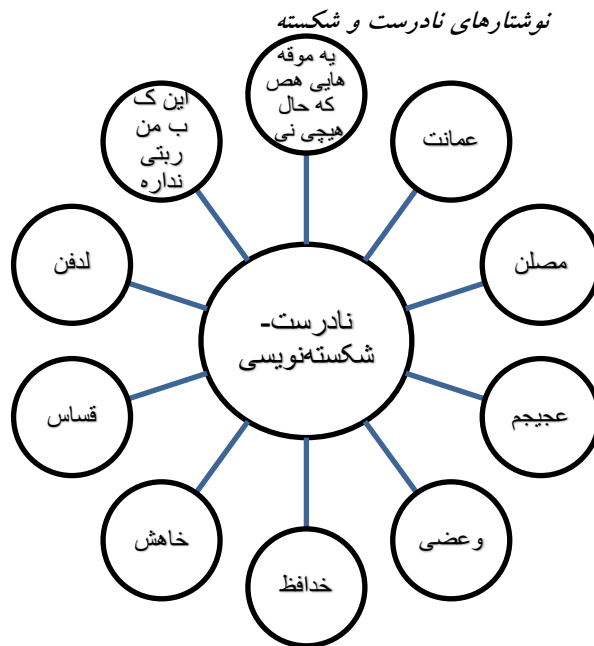 نوشتارهای نادرست و شکسته
یه موقه
هایی هص
که حال
هیچی نی
عمانت
مصلن
عجیجم
وعضی
خدافظ
خاهش
قساس
لدفن
این ک
ب من
ربتی
نداره
نادرست-
شکسته‌نویسی